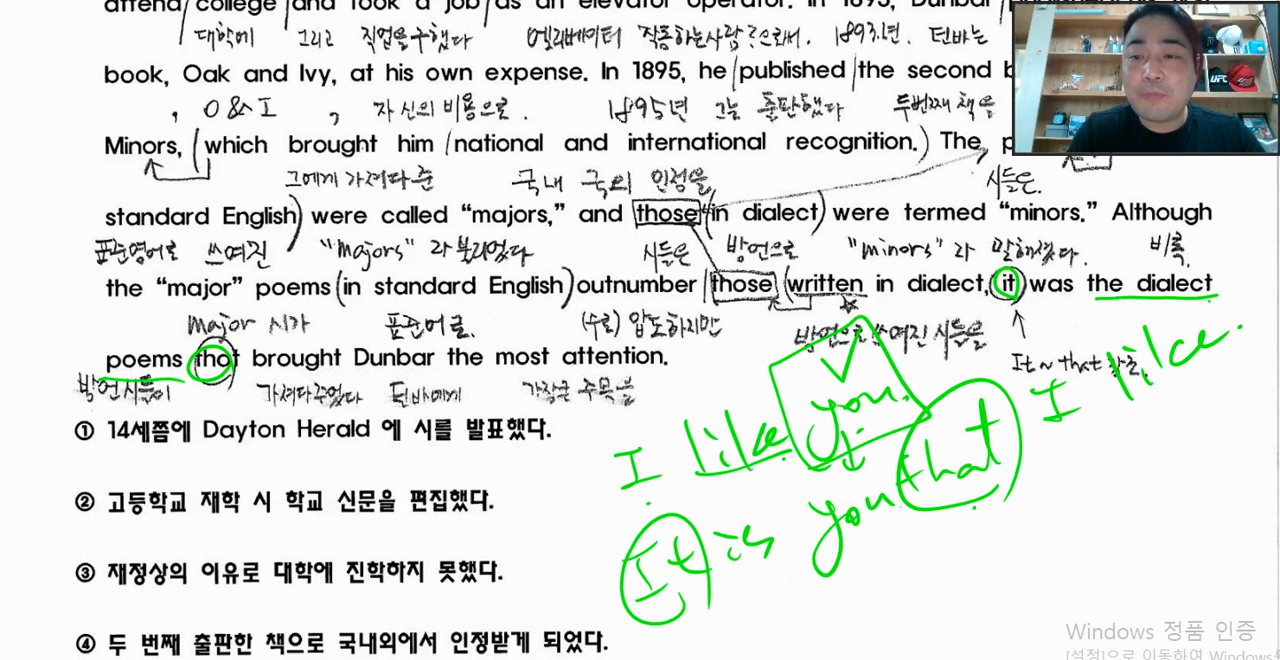 attend college and took a job as an elevator operator. In 1893, Dunbar
대학에 그리고 직업을 구했다 엘리베이터 작동하는사람으로서. 1893년. 던바는
book, Oak and Ivy, at his own expense. In 1895, he published the second b
, O & I , 자신의 비용으로. 1895년 그는 출판했다 두번째 책을
Minors, which brought him national and international recognition. The p
그에게 가져다준 국내 국외 인정을 시들은.
standard English) were called “majors,” and those (in dialect) were termed “minors.” Although
표준영어로 쓰여진 "majors" 라 불리었다 시들은 방언으로 "minors"라 말해졌다. 비록
the “major” poems (in standard English) outnumber those (written in dialect, it was the dialect
major 시가 표준어로. (수로) 압도하지만 방언으로 쓰여진 시들을
poems that brought Dunbar the most attention.
It ~ that 강조.
방언시들이 가져다주었다 던바에게 가장큰 주목을
① 14세쯤에 Dayton Herald 에 시를 발표했다.
I like you.
It is you that I like.
② 고등학교 재학 시 학교 신문을 편집했다.
③ 재정상의 이유로 대학에 진학하지 못했다.
④ 두 번째 출판한 책으로 국내외에서 인정받게 되었다.
Windows 정품 인증
[설정]으로 이동하여 Windows를